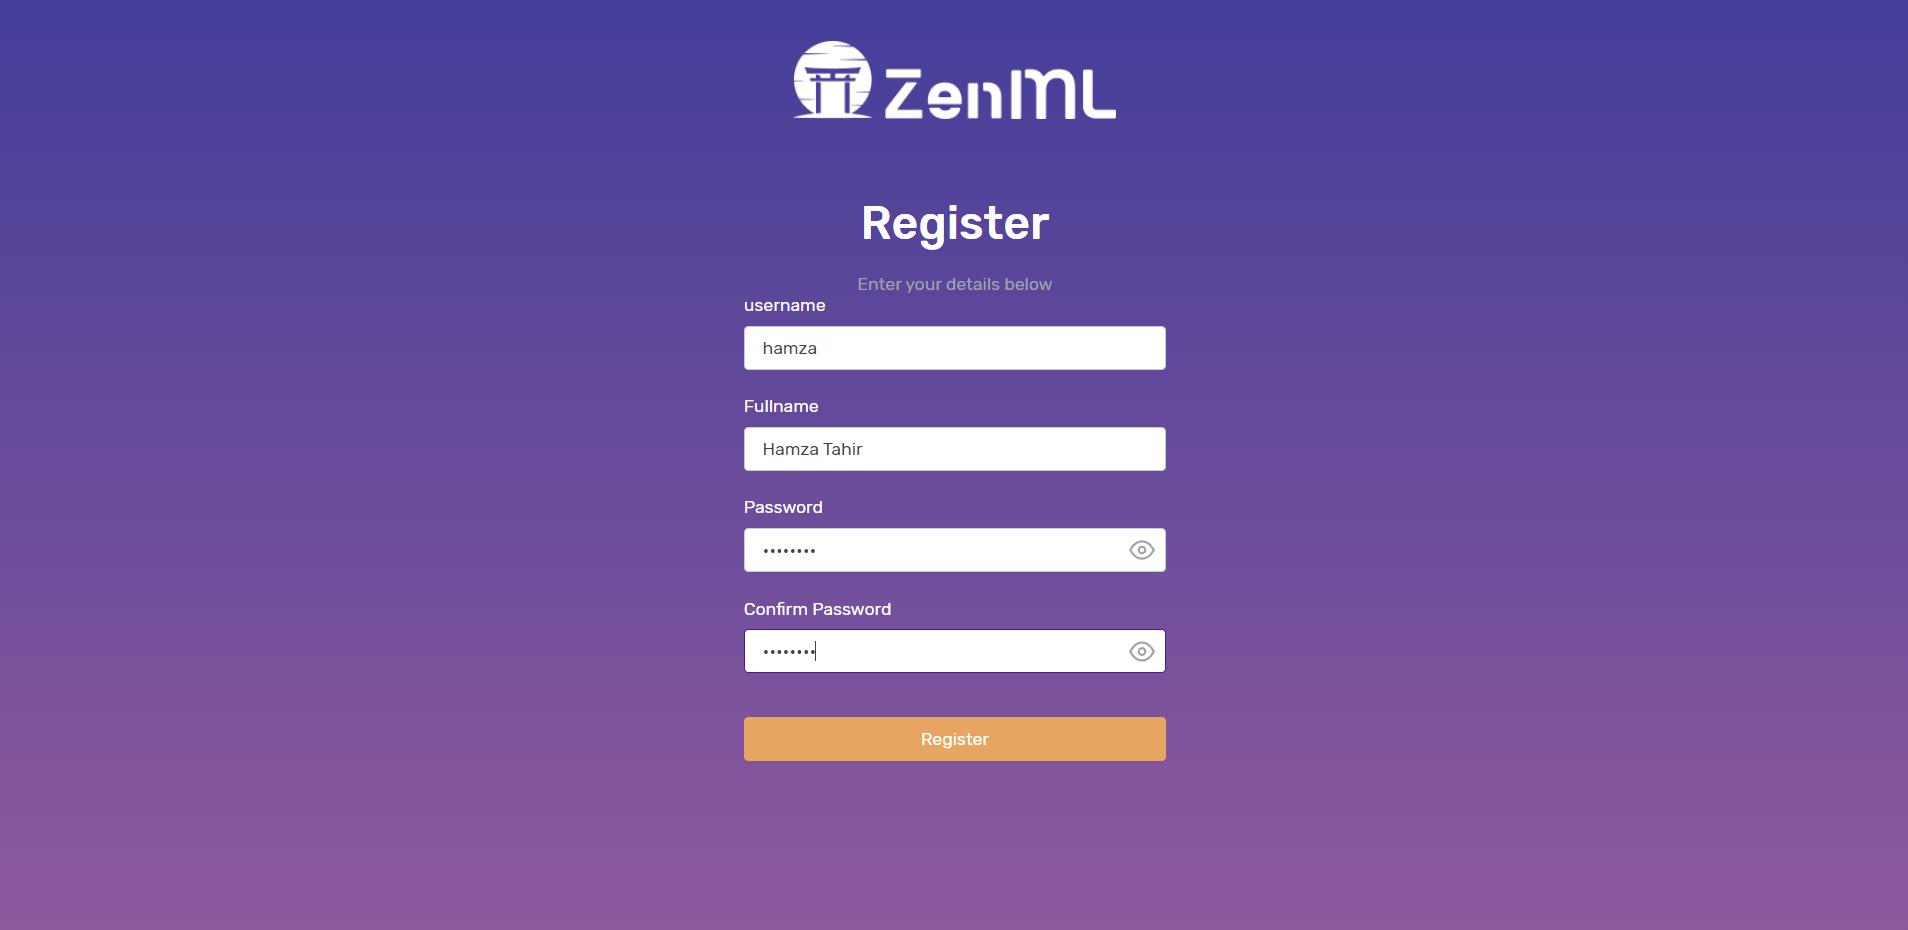 ZenML
Register
Enter your details below
username
hamza
Fullname
Hamza Tahir
Password
••••••••
Confirm Password
••••••••
Register